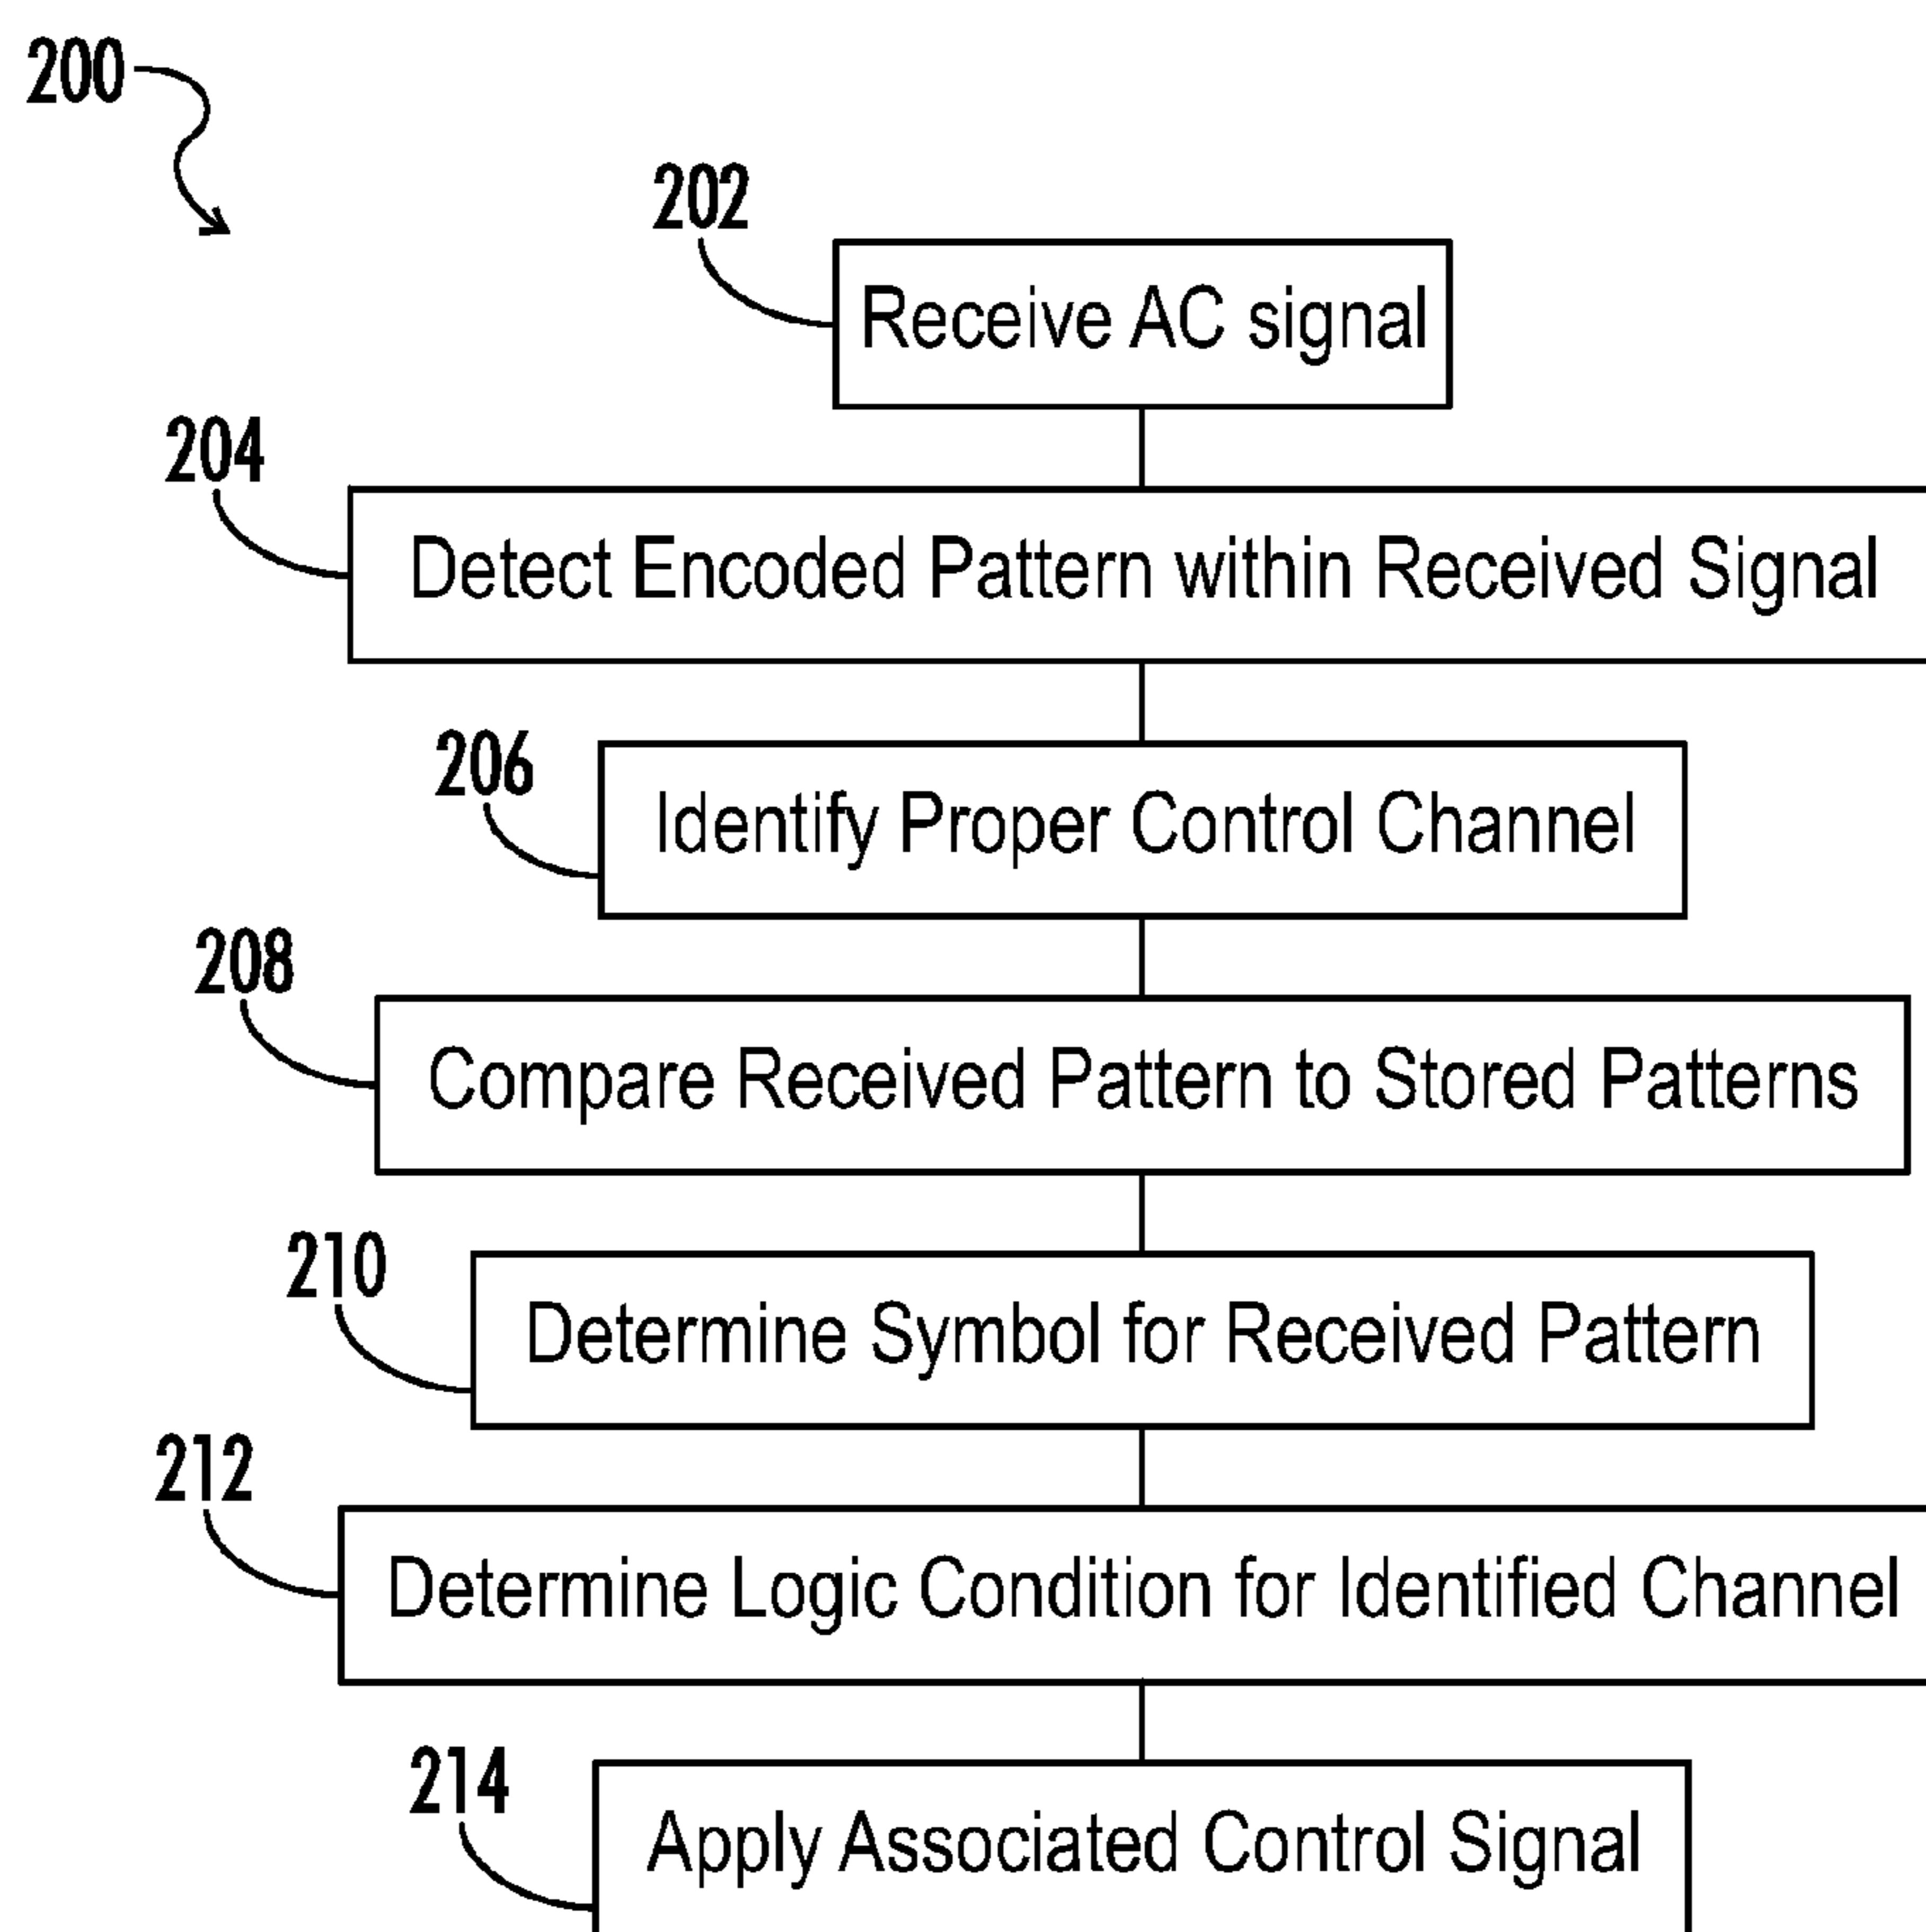 200
202
Receive AC signal
204
Detect Encoded Pattern within Received Signal
206
Identify Proper Control Channel
208
Compare Received Pattern to Stored Patterns
210
Determine Symbol for Received Pattern
212
Determine Logic Condition for Identified Channel
214
Apply Associated Control Signal